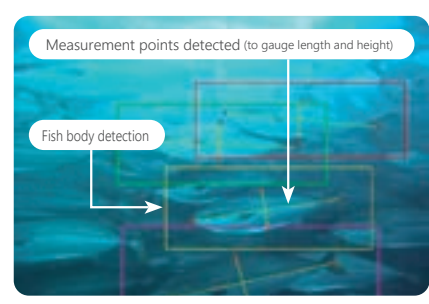 Measurement points detected (to gauge length and height)
Fish body detection